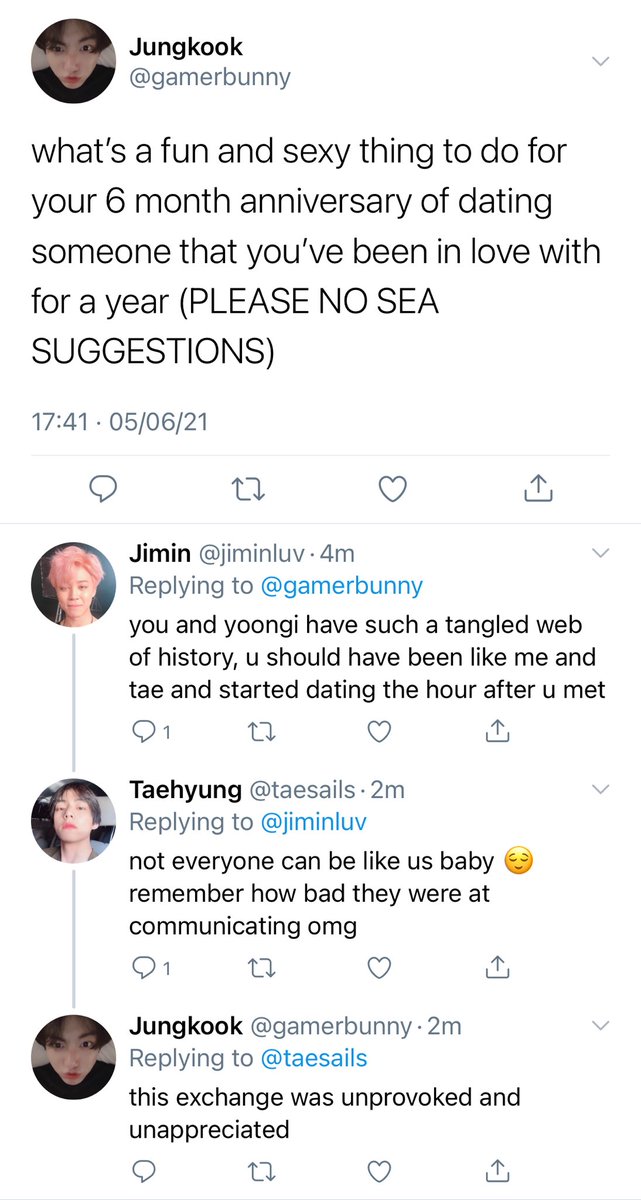 Jungkook
@gamerbunny
what's a fun and sexy thing to do for
your 6 month anniversary of dating
someone that you've been in love with
for a year (PLEASE NO SEA
SUGGESTIONS)
17:41 · 05/06/21
Jimin @jiminluv · 4m
Replying to @gamerbunny
you and yoongi have such a tangled web
of history, u should have been like me and
tae and started dating the hour after u met
1
Taehyung @taesails · 2m
Replying to @jiminluv
not everyone can be like us baby 😌
remember how bad they were at
communicating omg
1
Jungkook @gamerbunny · 2m
Replying to @taesails
this exchange was unprovoked and
unappreciated